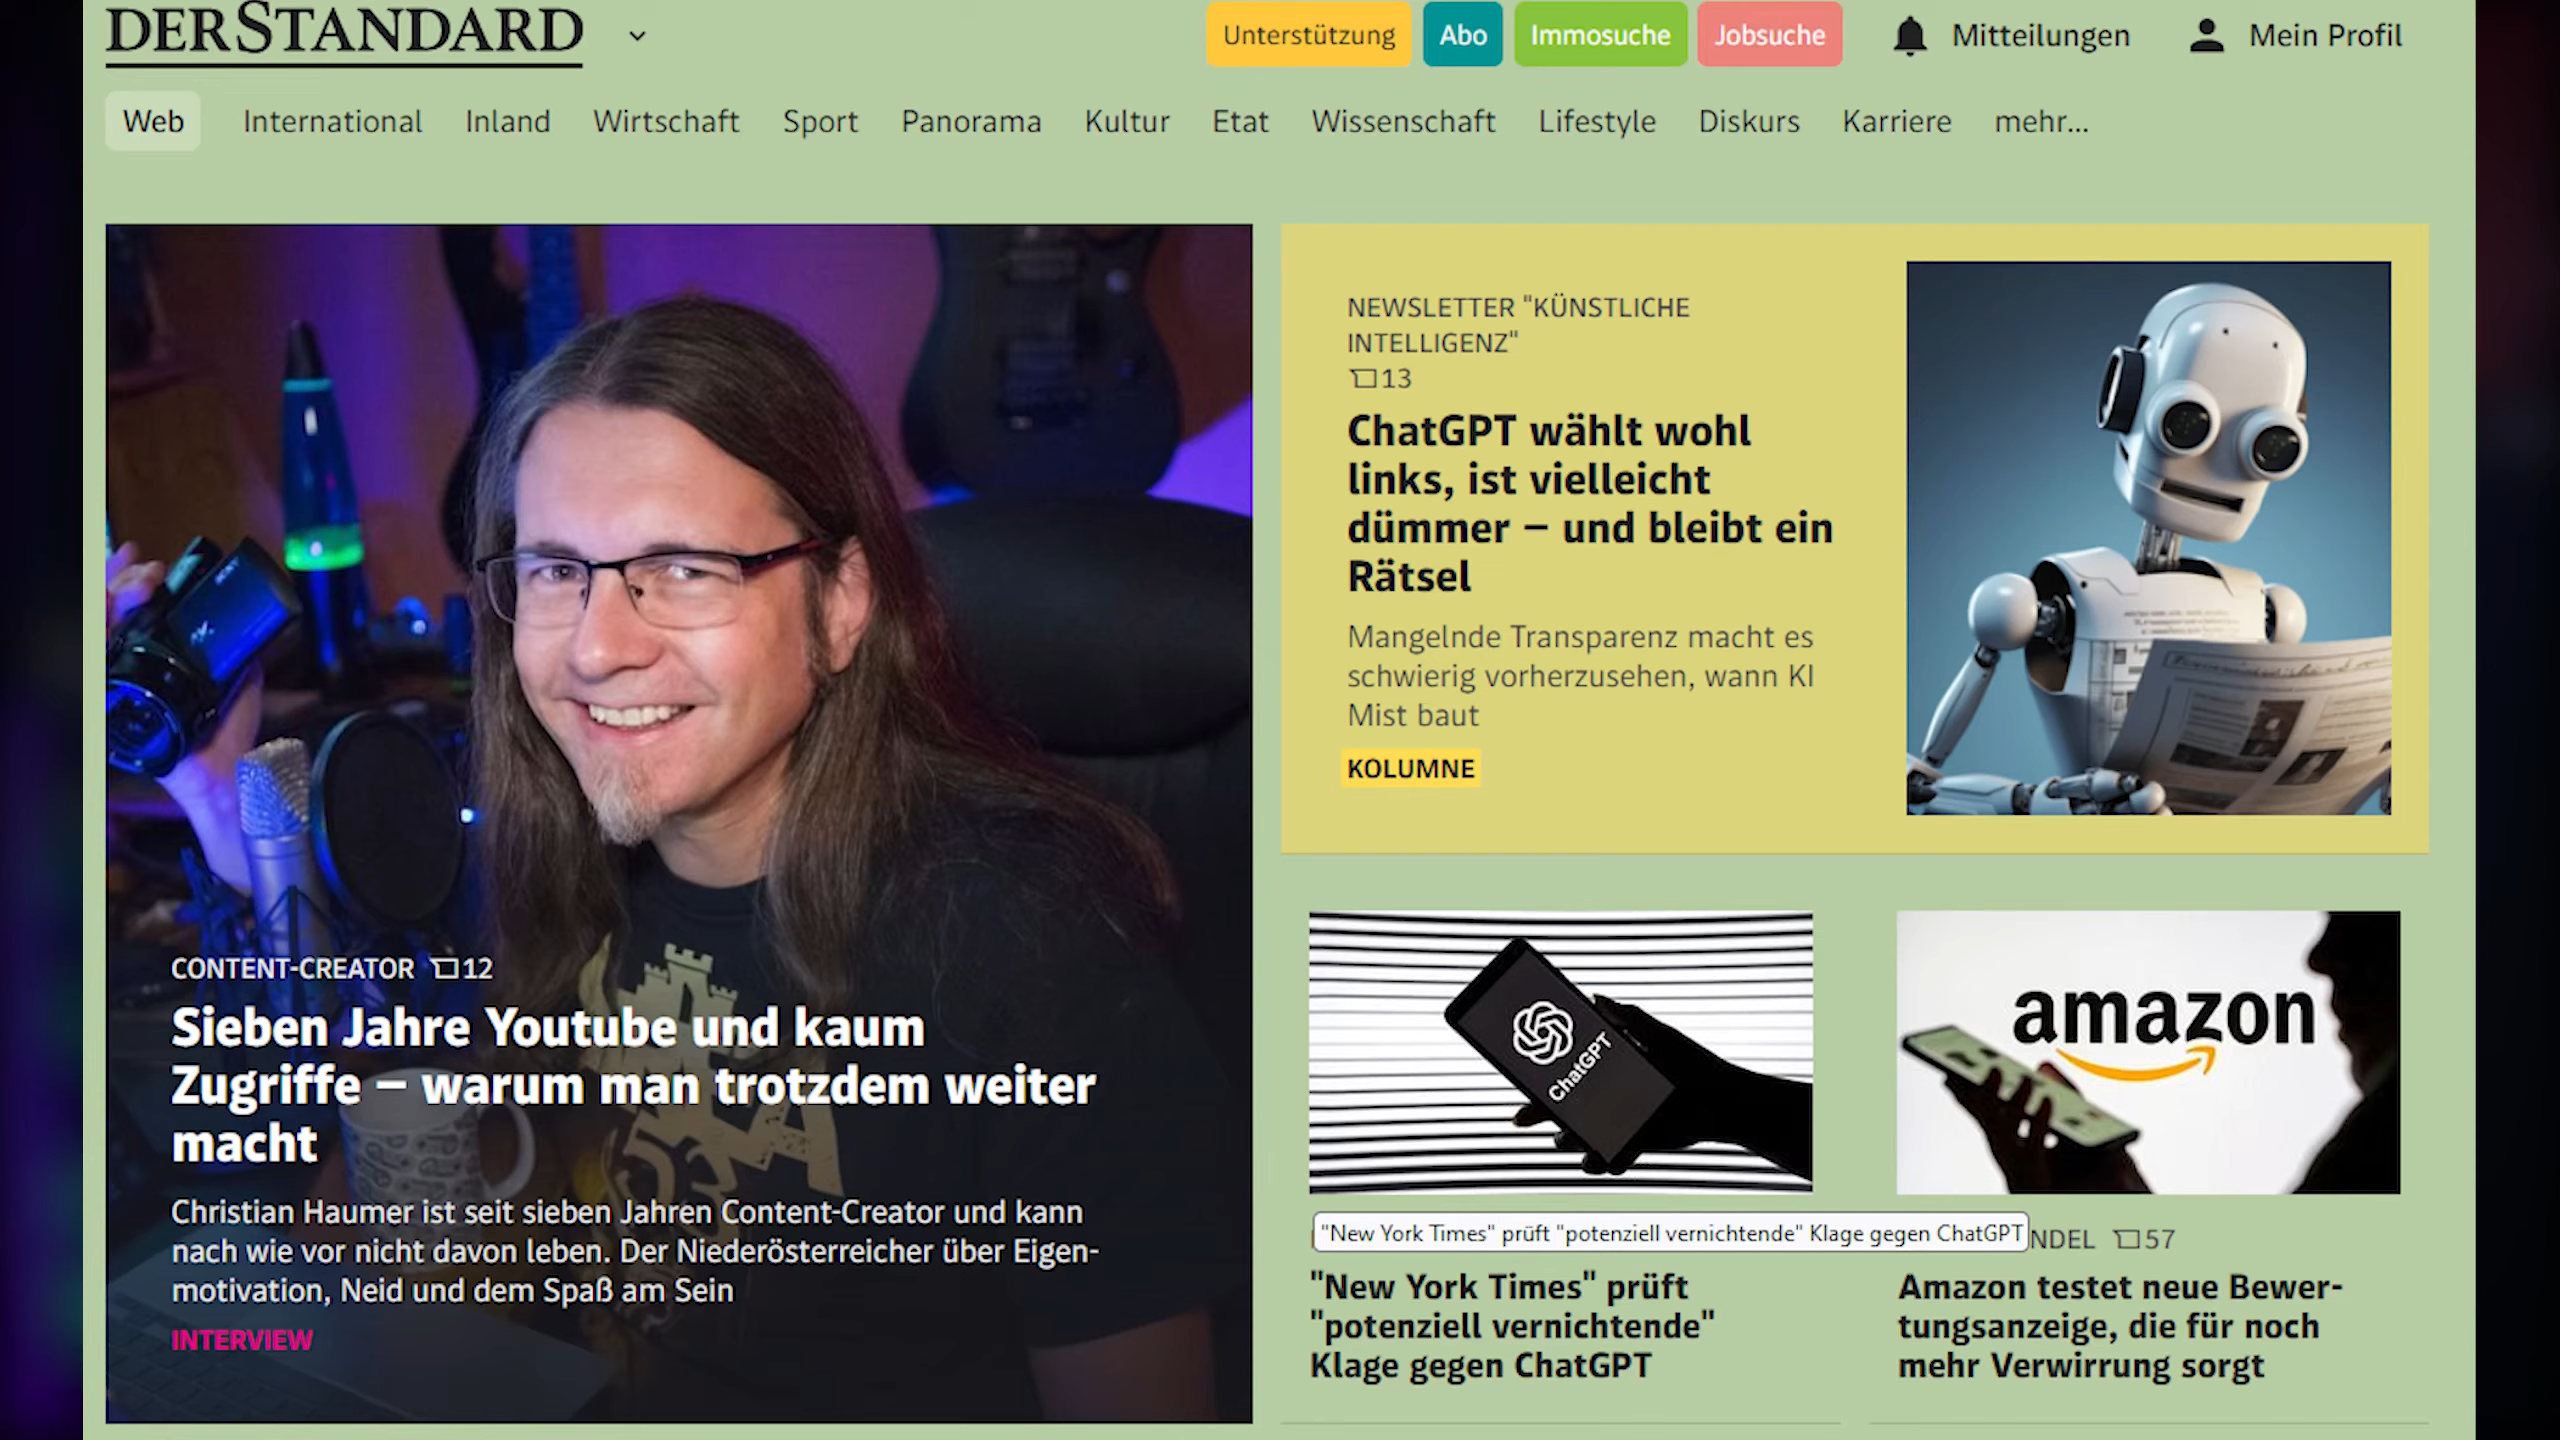 DERSTANDARD
Unterstützung
Abo
Immosuche
Jobsuche
Mitteilungen
Mein Profil
Web
International
Inland
Wirtschaft
Sport
Panorama
Kultur
Etat
Wissenschaft
Lifestyle
Diskurs
Karriere
mehr...
CONTENT-CREATOR 12
Sieben Jahre Youtube und kaum
Zugriffe – warum man trotzdem weiter
macht
Christian Haumer ist seit sieben Jahren Content-Creator und kann
nach wie vor nicht davon leben. Der Niederösterreicher über Eigen-
motivation, Neid und dem Spaß am Sein
INTERVIEW
NEWSLETTER "KÜNSTLICHE
INTELLIGENZ"
13
ChatGPT wählt wohl
links, ist vielleicht
dümmer – und bleibt ein
Rätsel
Mangelnde Transparenz macht es
schwierig vorherzusehen, wann KI
Mist baut
KOLUMNE
ChatGPT
"New York Times" prüft "potenziell vernichtende" Klage gegen ChatGPT
"New York Times" prüft
"potenziell vernichtende"
Klage gegen ChatGPT
amazon
NDEL 57
Amazon testet neue Bewer-
tungsanzeige, die für noch
mehr Verwirrung sorgt